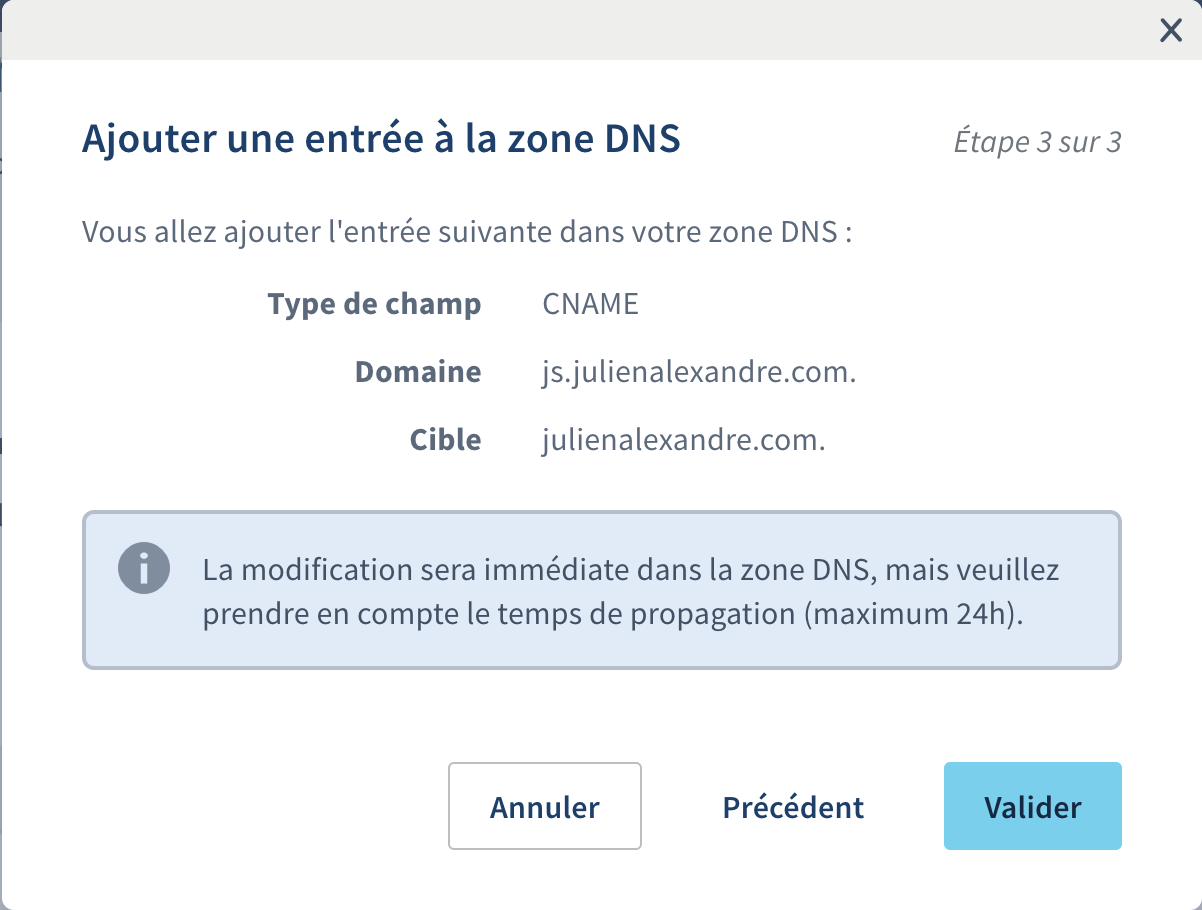 Ajouter une entrée à la zone DNS
Étape 3 sur 3
Vous allez ajouter l'entrée suivante dans votre zone DNS :
Type de champ CNAME
Domaine js.julienalexandre.com.
Cible julienalexandre.com.
La modification sera immédiate dans la zone DNS, mais veuillez
prendre en compte le temps de propagation (maximum 24h).
Annuler Précédent Valider